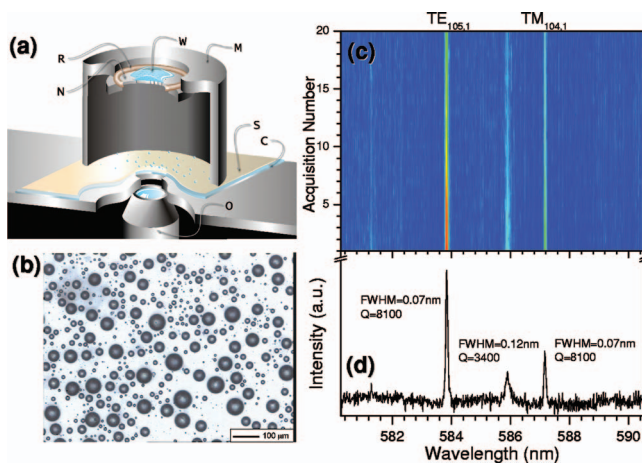 (a)
W
M
R
N
S
C
O
(b)
100 µm
TE105,1 TM104,1
(c)
Acquisition Number
20
15
10
5
FWHM=0.07nm
Q=8100
FWHM=0.12nm
Q=3400
FWHM=0.07nm
Q=8100
(d)
Intensity (a.u.)
582 584 586 588 590
Wavelength (nm)